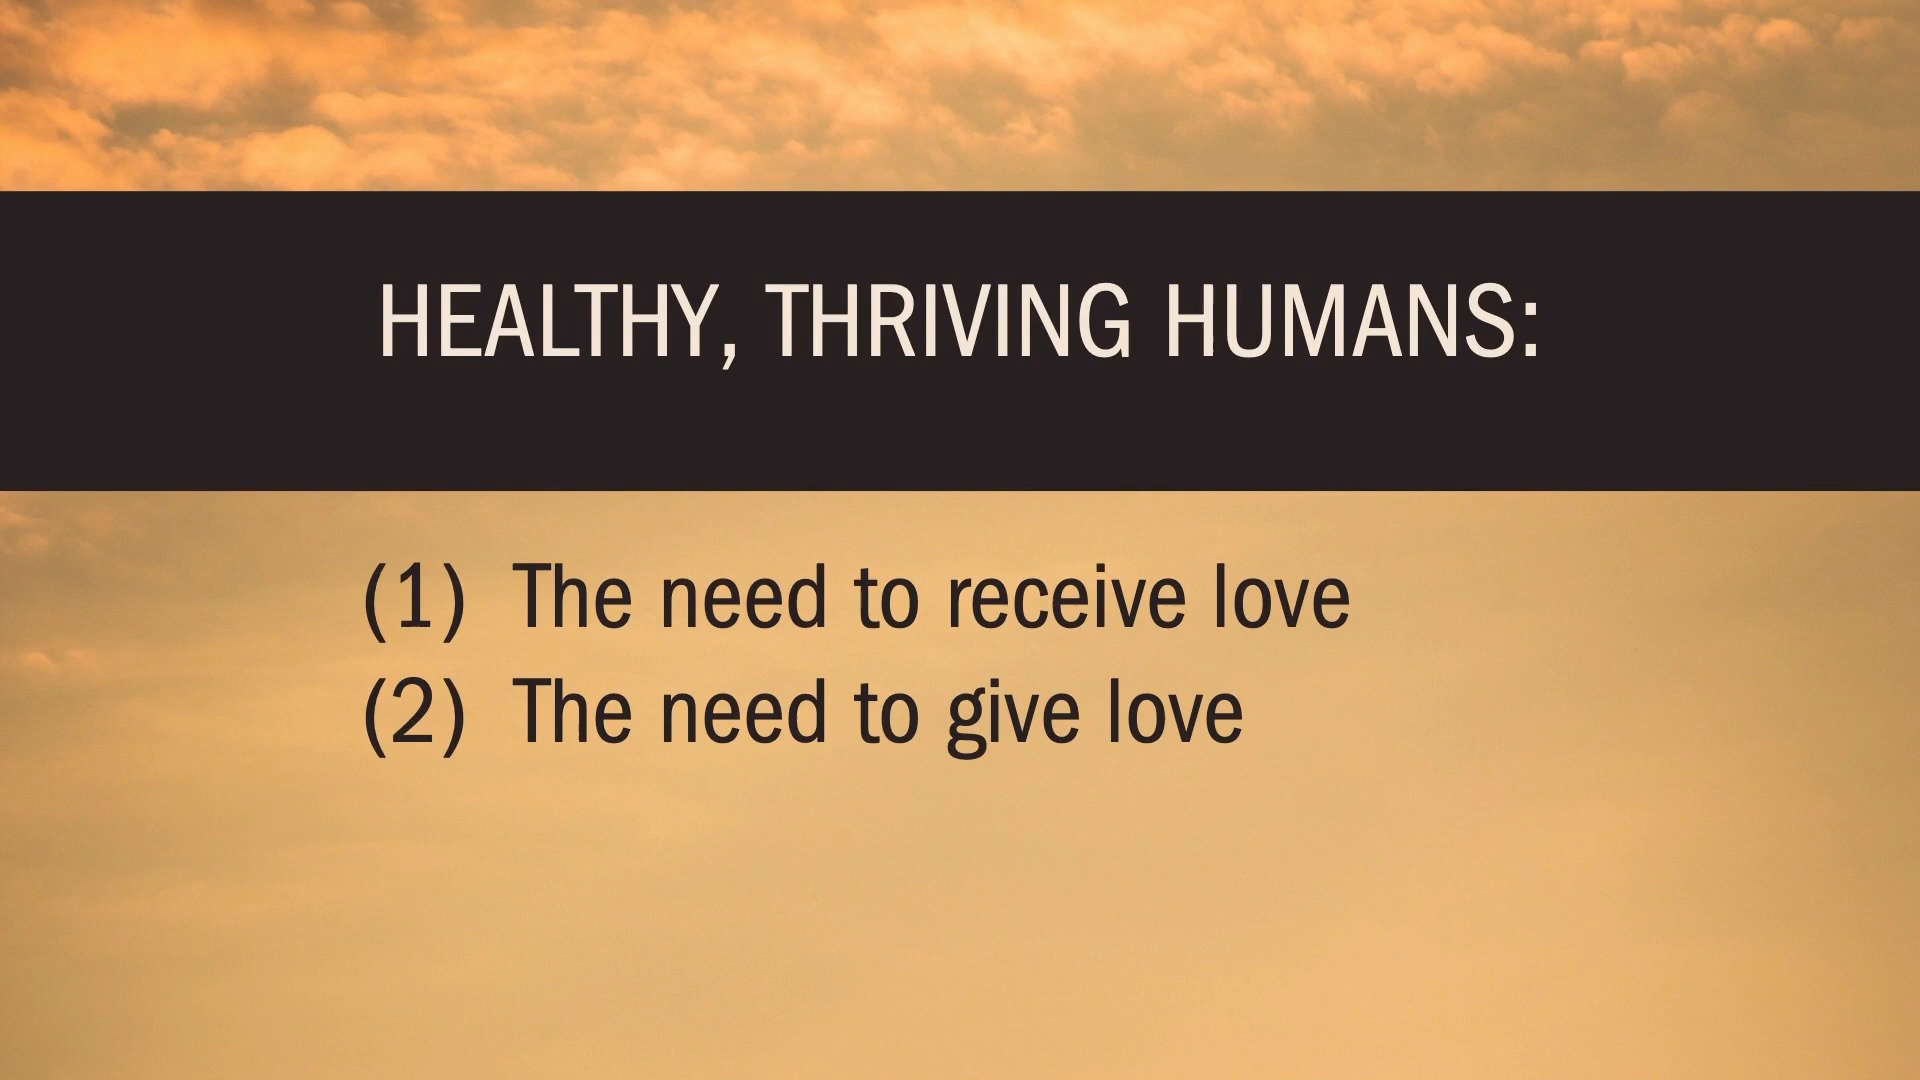 HEALTHY, THRIVING HUMANS:
(1) The need to receive love
(2) The need to give love